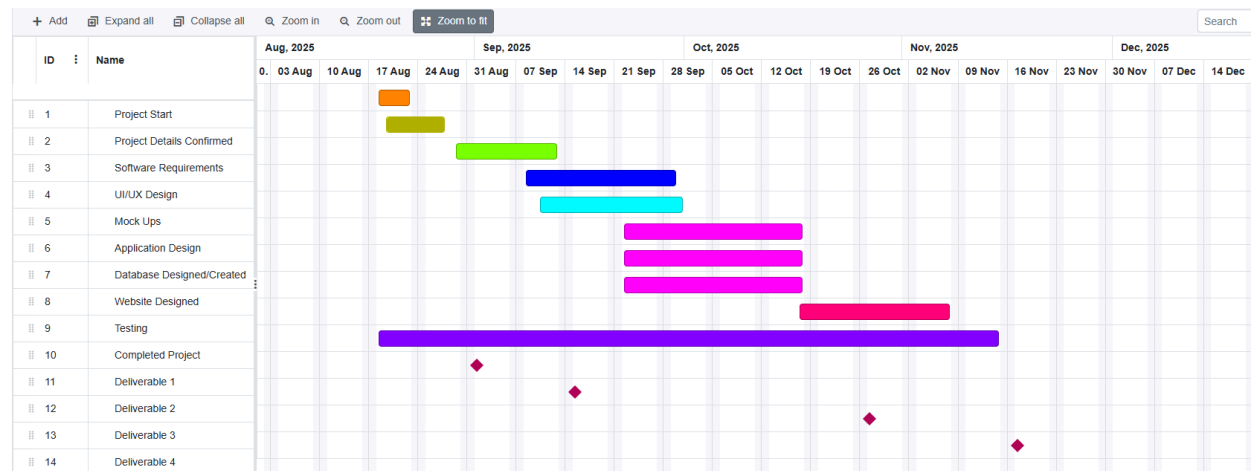 + Add Expand all Collapse all Zoom in Zoom out Zoom to fit Search
ID Name
Aug, 2025 Sep, 2025 Oct, 2025 Nov, 2025 Dec, 2025
0. 03 Aug 10 Aug 17 Aug 24 Aug 31 Aug 07 Sep 14 Sep 21 Sep 28 Sep 05 Oct 12 Oct 19 Oct 26 Oct 02 Nov 09 Nov 16 Nov 23 Nov 30 Nov 07 Dec 14 Dec
1 Project Start
2 Project Details Confirmed
3 Software Requirements
4 UI/UX Design
5 Mock Ups
6 Application Design
7 Database Designed/Created
8 Website Designed
9 Testing
10 Completed Project
11 Deliverable 1
12 Deliverable 2
13 Deliverable 3
14 Deliverable 4